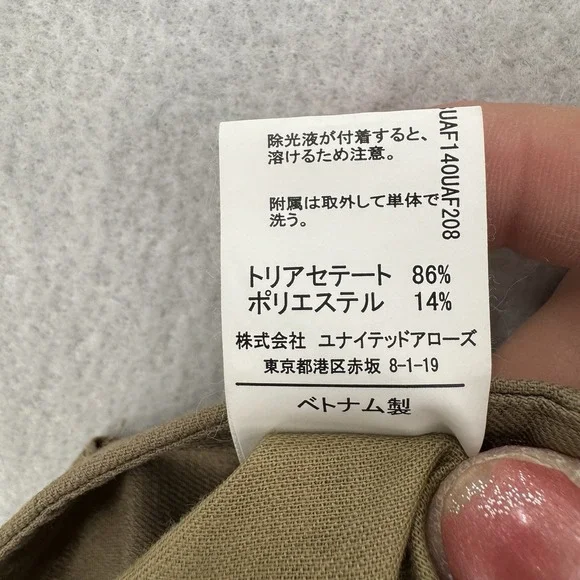 除光液が付着すると、
溶けるため注意。
附属は取外して単体で
洗う。
トリアセテート 86%
ポリエステル 14%
株式会社 ユナイテッドアローズ
東京都港区赤坂 8-1-19
ベトナム製
UAF140UAF208